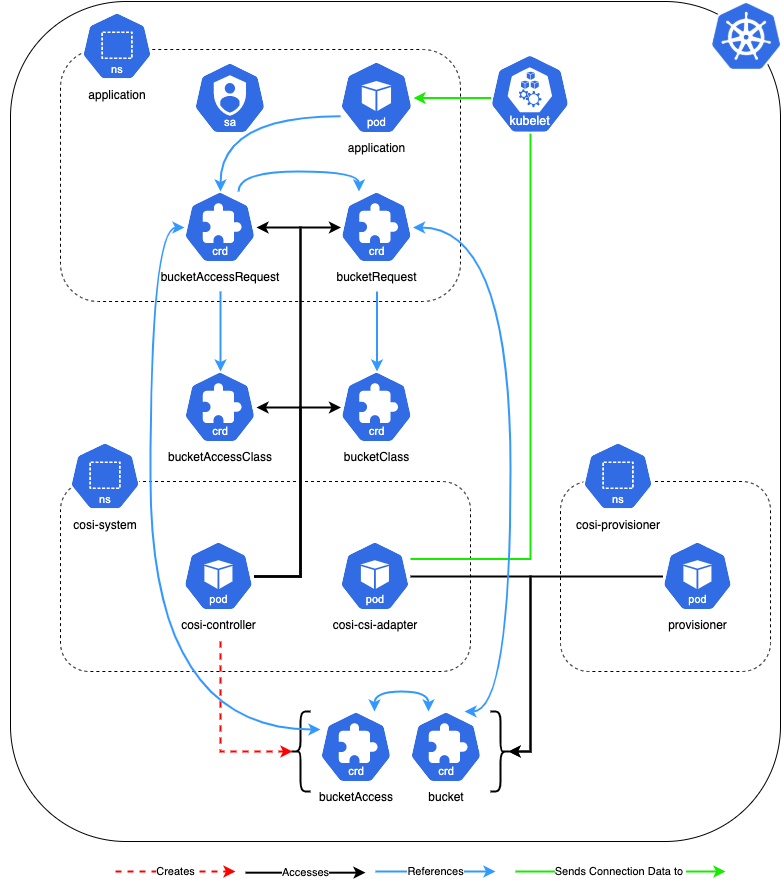 ns
application
sa
pod
application
kubelet
crd
bucketAccessRequest
crd
bucketRequest
crd
bucketAccessClass
crd
bucketClass
ns
cosi-system
ns
cosi-provisioner
pod
cosi-controller
pod
cosi-csi-adapter
pod
provisioner
crd
bucketAccess
crd
bucket
Creates
Accesses
References
Sends Connection Data to